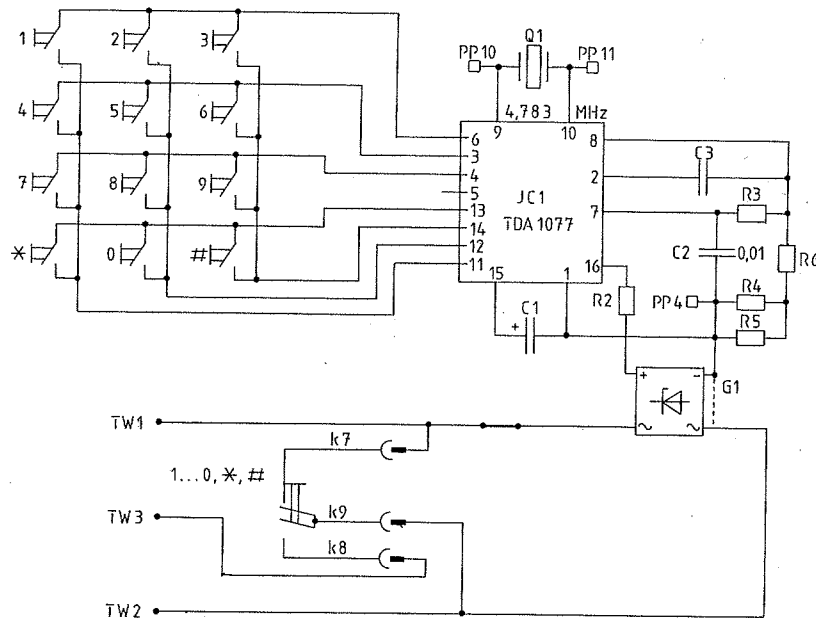 1 2 3
Q1
PP10 PP11
4 5 6
4,783 MHz
9 10
6 8
C3
3 2
7 8 9
4
5
JC1
R3
TDA1077
7
13
* 0 #
14
12
C2 0,01
R6
11
16
15 1
R2
PP4
R4
C1
+
R5
+ -
G1
~ ~
TW1
k7
1...0,*,#
TW3
k9
k8
TW2